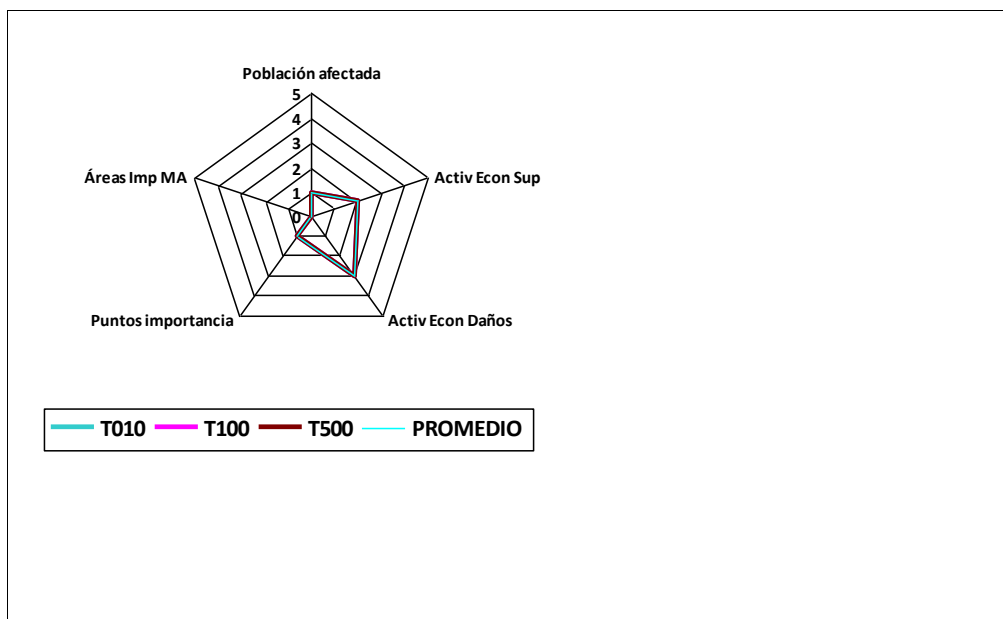 Población afectada
5
4
3
2
1
0
Áreas Imp MA
Activ Econ Sup
Puntos importancia
Activ Econ Daños
T010 T100 T500 PROMEDIO